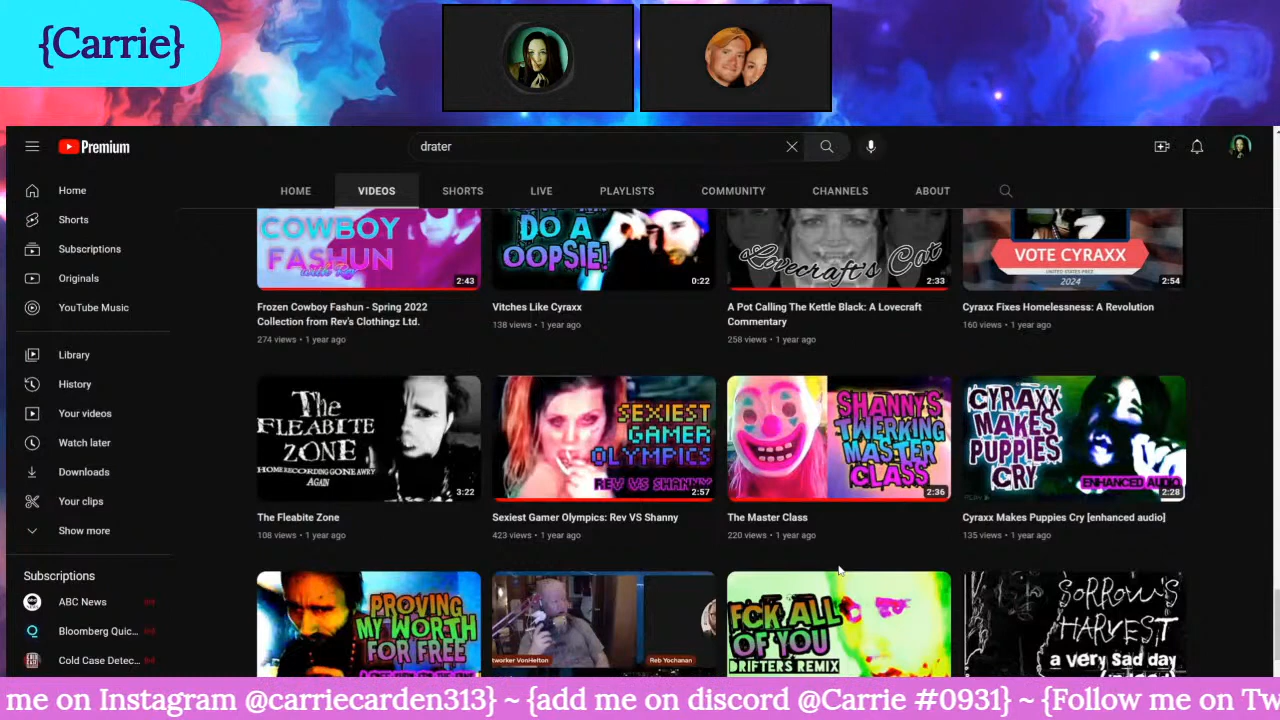 {Carrie}
Premium
drater
HOME
VIDEOS
SHORTS
LIVE
PLAYLISTS
COMMUNITY
CHANNELS
ABOUT
Home
Shorts
Subscriptions
Originals
YouTube Music
Library
History
Your videos
Watch later
Downloads
Your clips
Show more
Subscriptions
ABC News
Bloomberg Quic...
Cold Case Detec...
COWBOY
FASHUN
2:43
Frozen Cowboy Fashun - Spring 2022
Collection from Rev's Clothingz Ltd.
274 views • 1 year ago
DO A
OOPSIE!
0:22
Vitches Like Cyraxx
138 views • 1 year ago
Lovecraft's Cat
2:33
A Pot Calling The Kettle Black: A Lovecraft
Commentary
258 views • 1 year ago
VOTE CYRAXX
UNITED STATES FREE
2024
2:54
Cyraxx Fixes Homelessness: A Revolution
160 views • 1 year ago
The
FLEABITE
ZONE
HOME RECORDING GONE AWRY
AGAIN
3:22
The Fleabite Zone
108 views • 1 year ago
SEXIEST
GAMER
OLYMPICS
REV VS SHANNY
2:57
Sexiest Gamer Olympics: Rev VS Shanny
423 views • 1 year ago
SHANNY'S
TWERKING
MASTER
CLASS
2:36
The Master Class
220 views • 1 year ago
CYRAXX
MAKES
PUPPIES
CRY
PLAY
ENHANCED AUDIO
2:28
Cyraxx Makes Puppies Cry [enhanced audio]
135 views • 1 year ago
PROVING
MY WORTH
FOR FREE
tworker VonHelton
Reb Yochanan
FCK ALL
OF YOU
DRIFTERS REMIX
SORROW'S
HARVEST
a very sad day
me on Instagram @carriecarden313} ~ {add me on discord @Carrie #0931} ~ {Follow me on Tw